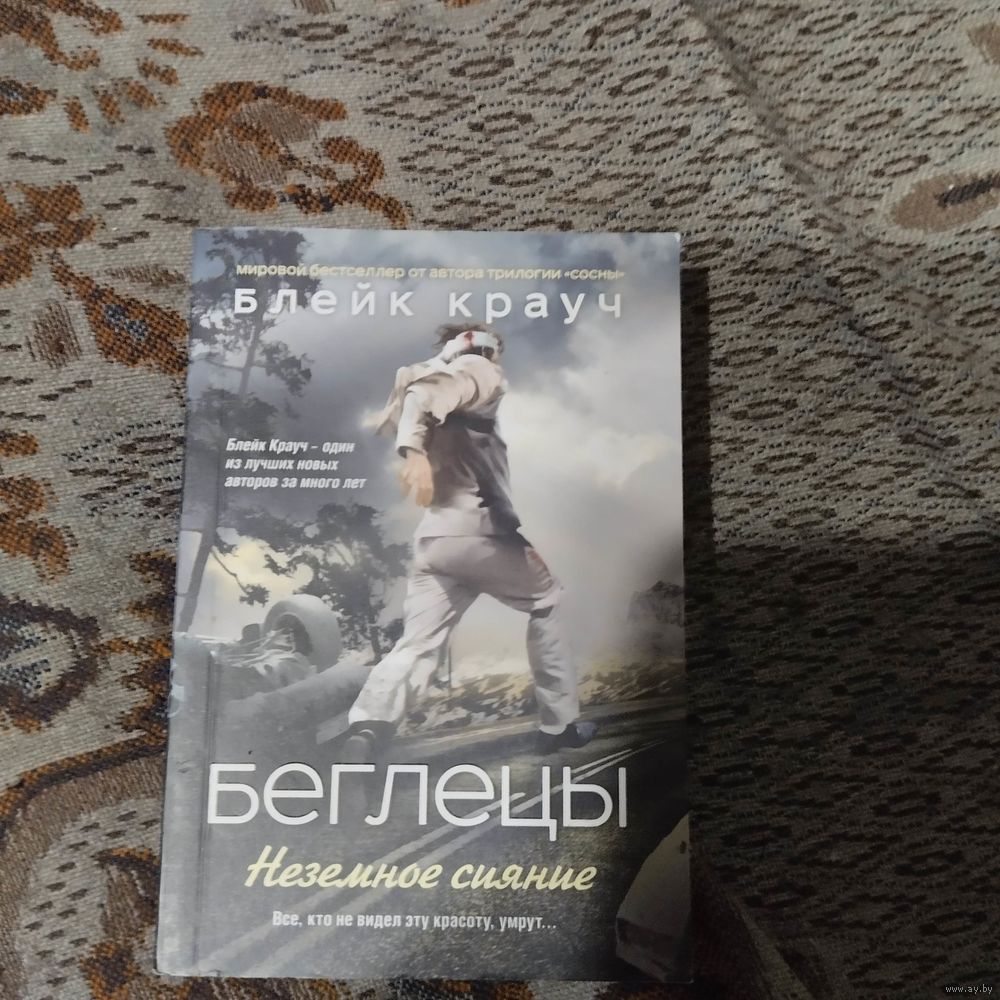 мировой бестселлер от автора трилогии «сосны»
Блейк Крауч
Блейк Крауч – один
из лучших новых
авторов за много лет
Беглецы
Неземное сияние
Все, кто не видел эту красоту, умрут...
www.ay.by